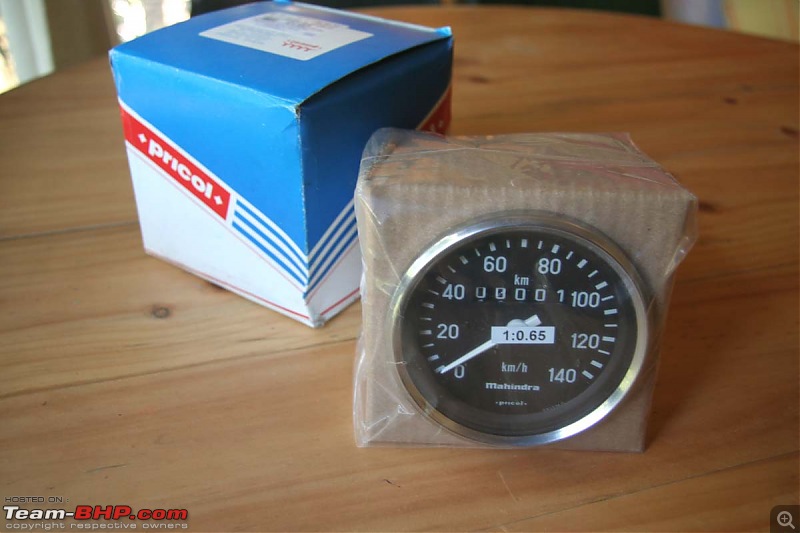 pricol
60 80
km
40 00001 100
20 1:0.65 120
km/h
0 140
Mahindra
pricol
HOSTED ON :
Team-BHP.com
copyright respective owners